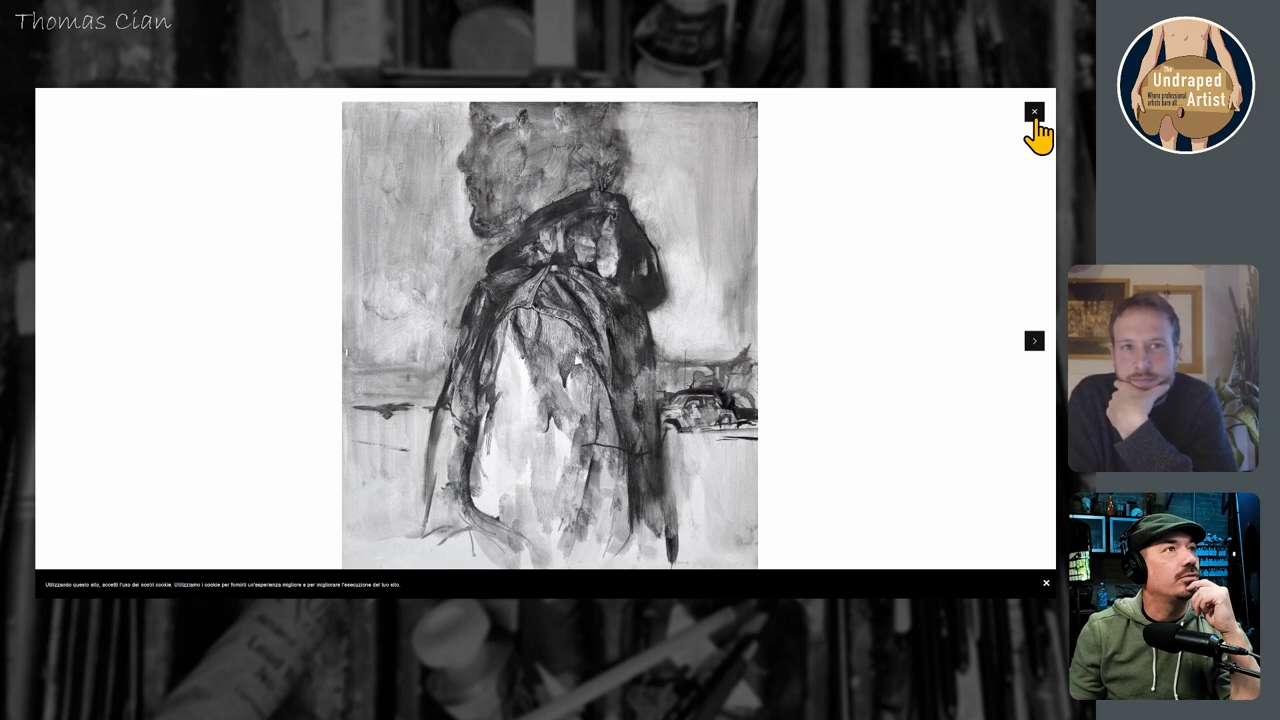 Thomas Cian
The
Undraped
Where professional
artists bare all....
Artist
Utilizzando questo sito, accetti l'uso dei nostri cookie. Utilizziamo i cookie per fornirti un'esperienza migliore e per migliorare l'esecuzione del tuo sito.